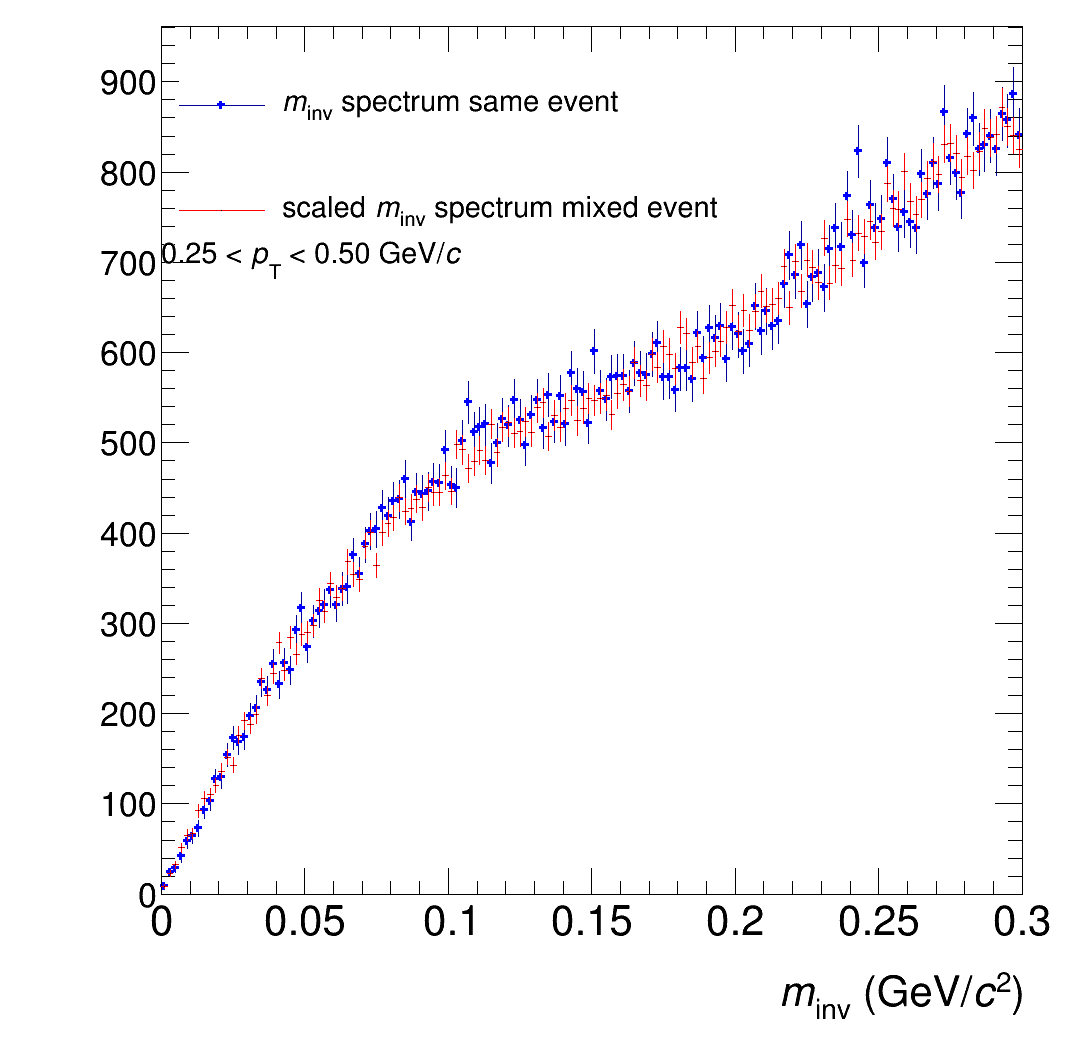 900
m_inv spectrum same event
800
scaled m_inv spectrum mixed event
700 0.25 < p_T < 0.50 GeV/c
600
500
400
300
200
100
0
0 0.05 0.1 0.15 0.2 0.25 0.3
m_inv (GeV/c²)